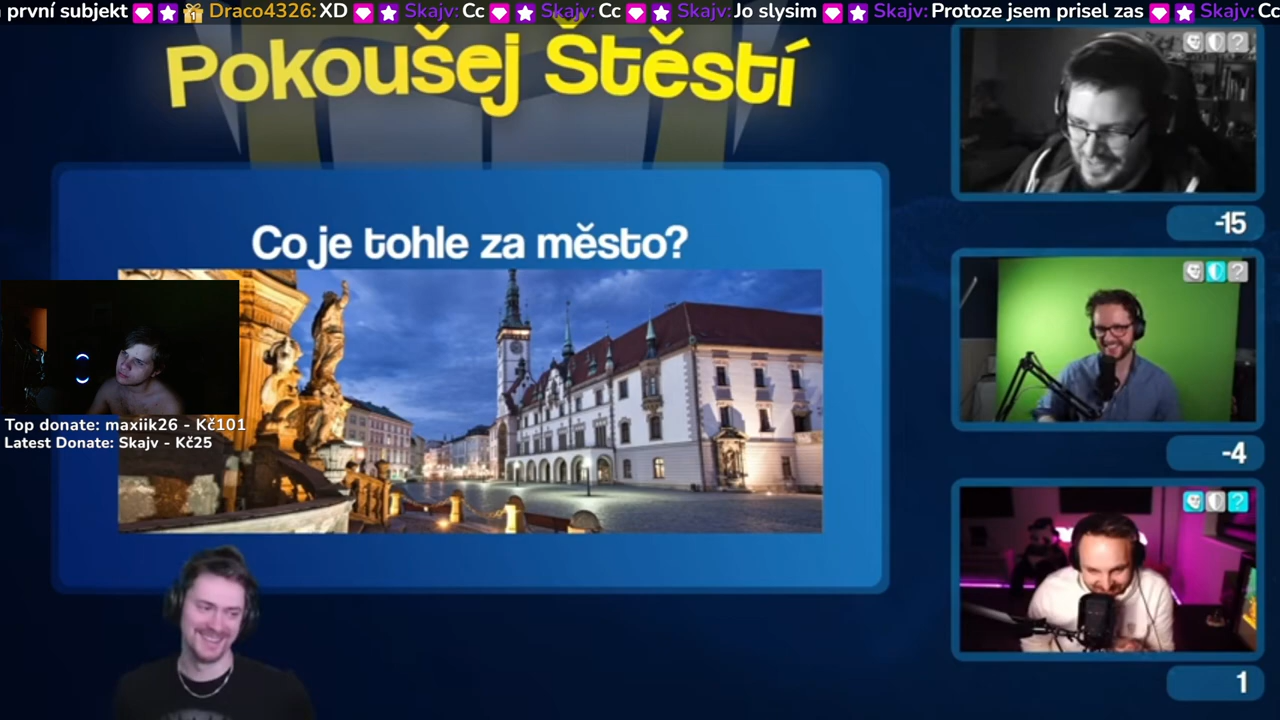 první subjekt Draco4326: XD Skajv: Cc Skajv: Cc Skajv: Jo slysim Skajv: Protoze jsem prisel zas Skajv: Cc
Pokoušej Štěstí
Co je tohle za město?
Top donate: maxiik26 - Kč101
Latest Donate: Skajv - Kč25
-15
-4
1